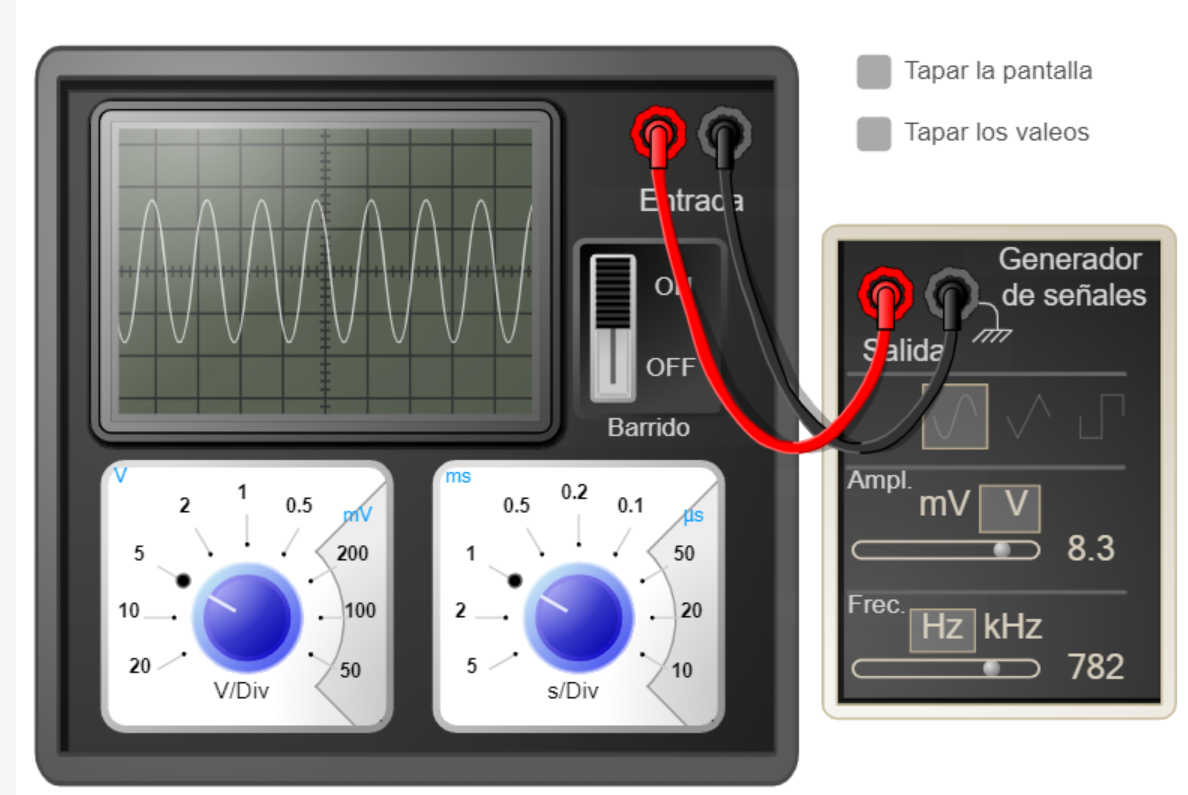 Tapar la pantalla
Tapar los valeos
Entrada
ON
OFF
Barrido
Generador
de señales
Salida
Ampl.
mV V
8.3
Frec.
Hz kHz
782
V
20
10
5
2
1
0.5
mV
200
100
50
V/Div
ms
5
2
1
0.5
0.2
0.1
µs
50
20
10
s/Div